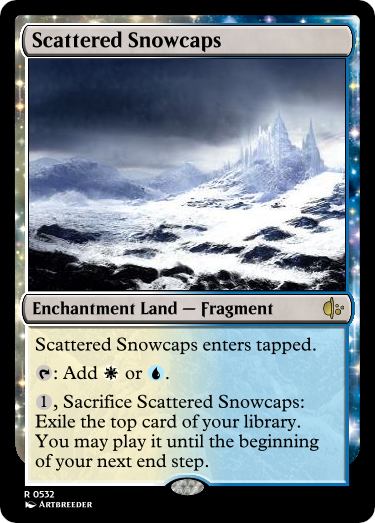 Scattered Snowcaps
Enchantment Land — Fragment
Scattered Snowcaps enters tapped.
: Add or .
1, Sacrifice Scattered Snowcaps:
Exile the top card of your library.
You may play it until the beginning
of your next end step.
R 0532
ARTBREEDER